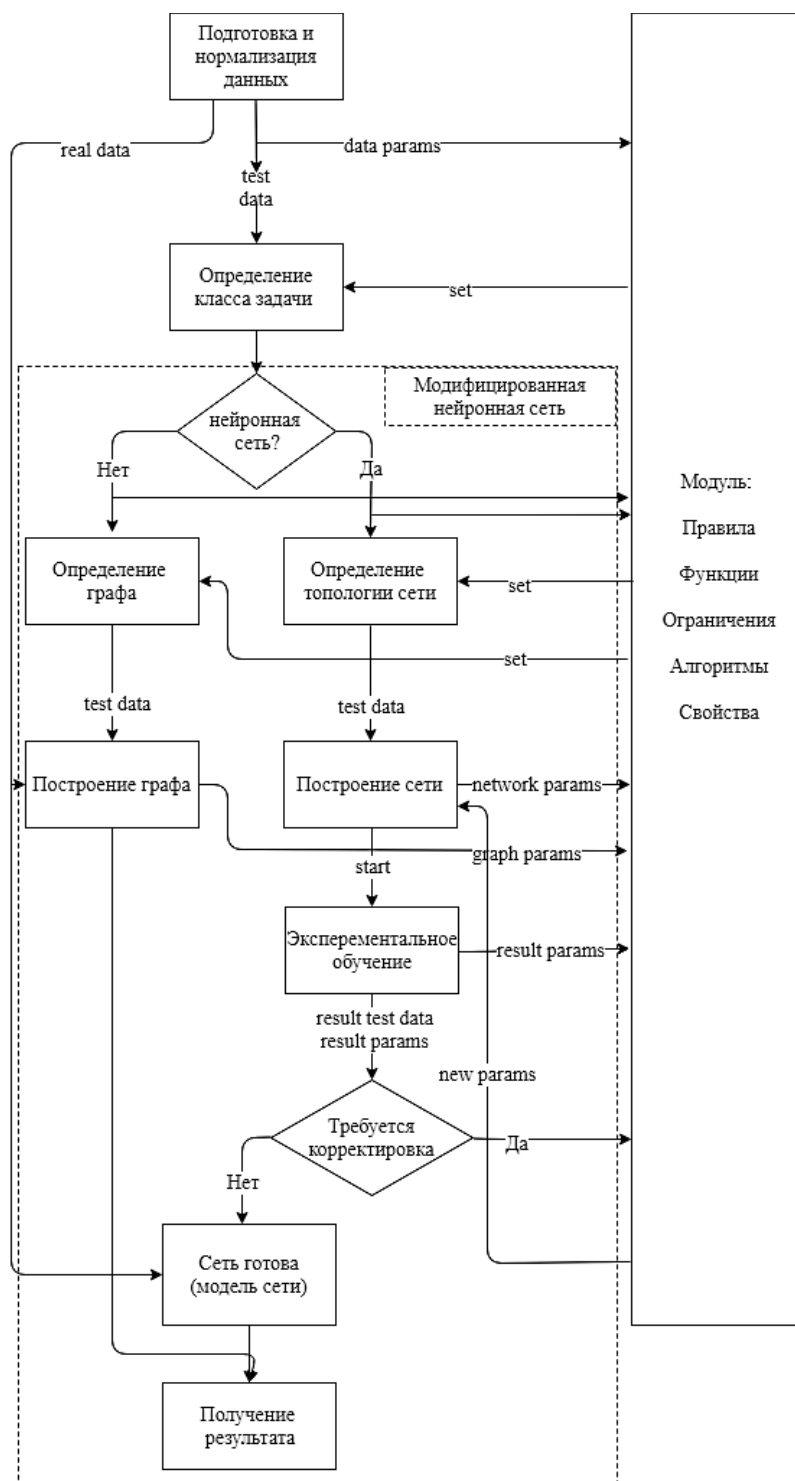 Подготовка и
нормализация
данных
real data
data params
test
data
Определение
класса задачи
set
Модифицированная
нейронная сеть
нейронная
сеть?
Нет
Да
Модуль:
Правила
Функции
Ограничения
Алгоритмы
Свойства
Определение
графа
Определение
топологии сети
set
set
test data
test data
Построение графа
Построение сети
network params
graph params
start
Эксперементальное
обучение
result params
result test data
result params
new params
Требуется
корректировка
Да
Нет
Сеть готова
(модель сети)
Получение
результата